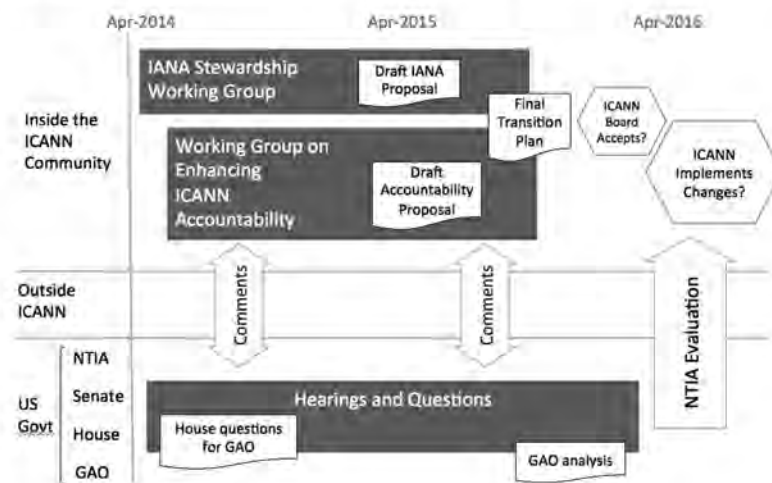 Apr-2014
Apr-2015
Apr-2016
Inside the
ICANN
Community
IANA Stewardship
Working Group
Draft IANA
Proposal
Final
Transition
Plan
ICANN
Board
Accepts?
ICANN
Implements
Changes?
Working Group on
Enhancing
ICANN
Accountability
Draft
Accountability
Proposal
Outside
ICANN
Comments
Comments
NTIA Evaluation
US
Govt
NTIA
Senate
House
GAO
Hearings and Questions
House questions
for GAO
GAO analysis